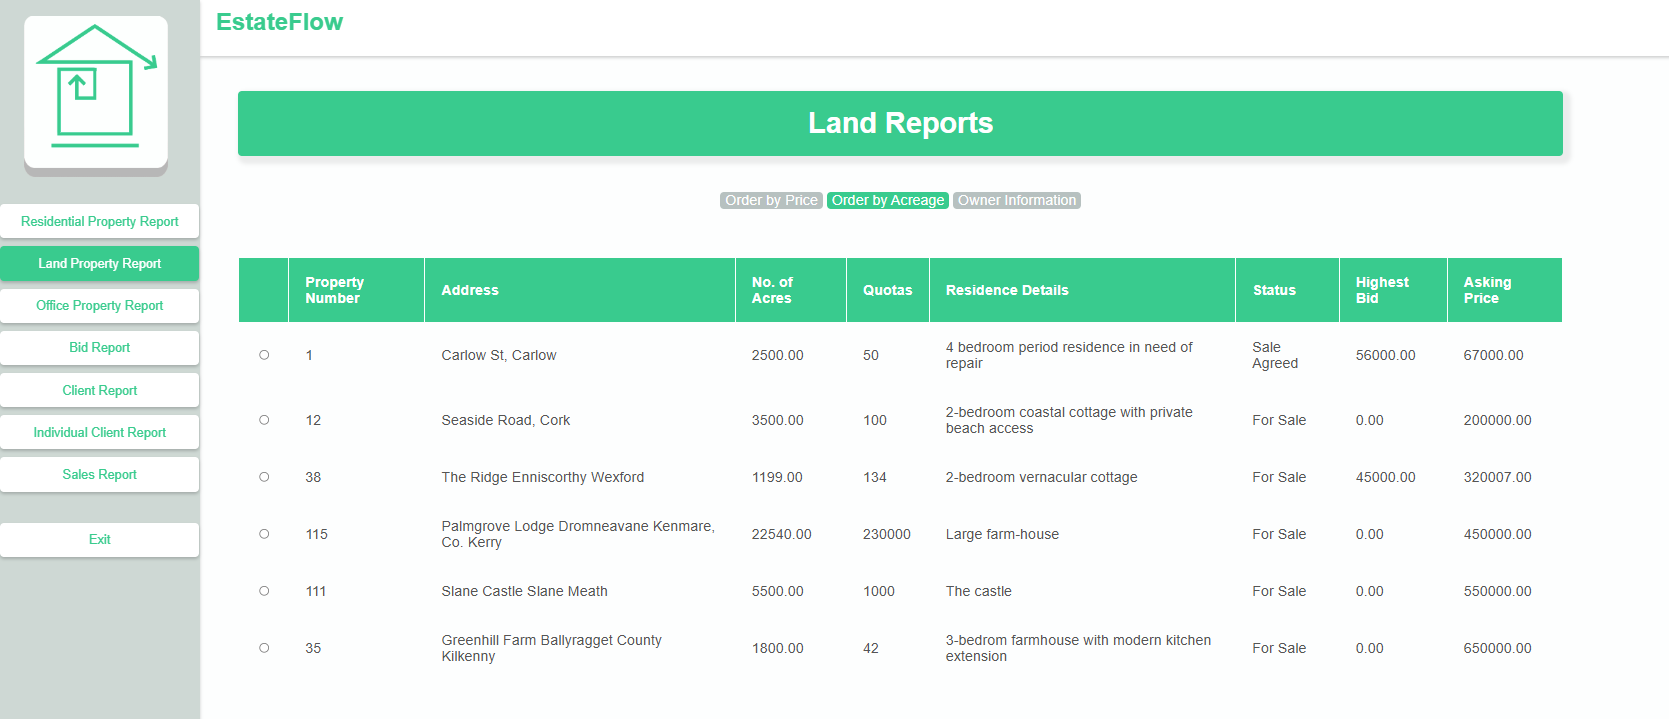 EstateFlow
Residential Property Report
Land Property Report
Office Property Report
Bid Report
Client Report
Individual Client Report
Sales Report
Exit
Land Reports
Order by Price Order by Acreage Owner Information
Property Number Address No. of Acres Quotas Residence Details Status Highest Bid Asking Price
1 Carlow St, Carlow 2500.00 50 4 bedroom period residence in need of repair Sale Agreed 56000.00 67000.00
12 Seaside Road, Cork 3500.00 100 2-bedroom coastal cottage with private beach access For Sale 0.00 200000.00
38 The Ridge Enniscorthy Wexford 1199.00 134 2-bedroom vernacular cottage For Sale 45000.00 320007.00
115 Palmgrove Lodge Dromneavane Kenmare, Co. Kerry 22540.00 230000 Large farm-house For Sale 0.00 450000.00
111 Slane Castle Slane Meath 5500.00 1000 The castle For Sale 0.00 550000.00
35 Greenhill Farm Ballyragget County Kilkenny 1800.00 42 3-bedrom farmhouse with modern kitchen extension For Sale 0.00 650000.00